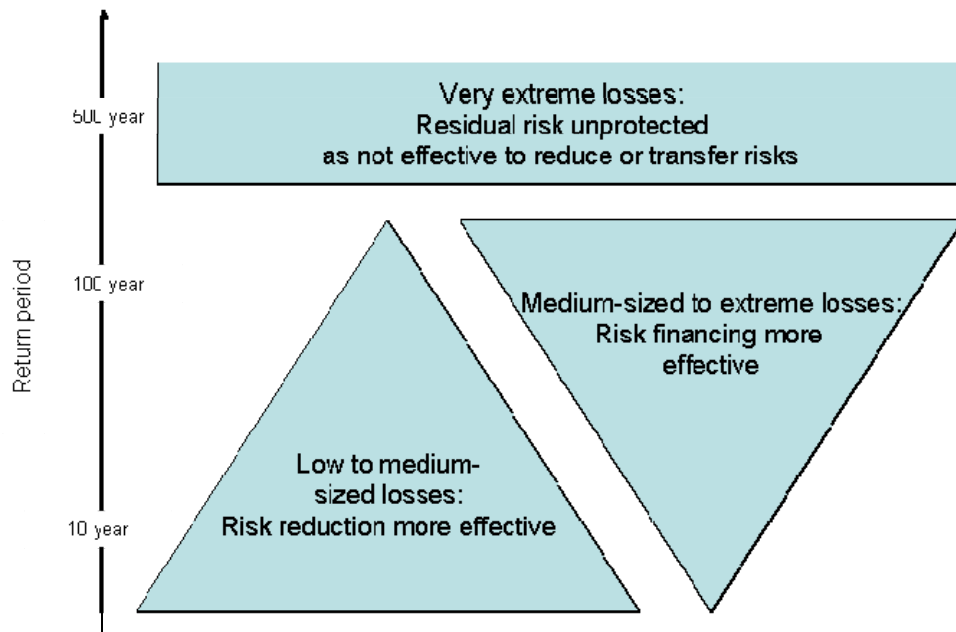 500 year
Very extreme losses:
Residual risk unprotected
as not effective to reduce or transfer risks
100 year
Return period
Medium-sized to extreme losses:
Risk financing more
effective
Low to medium-
sized losses:
Risk reduction more effective
10 year